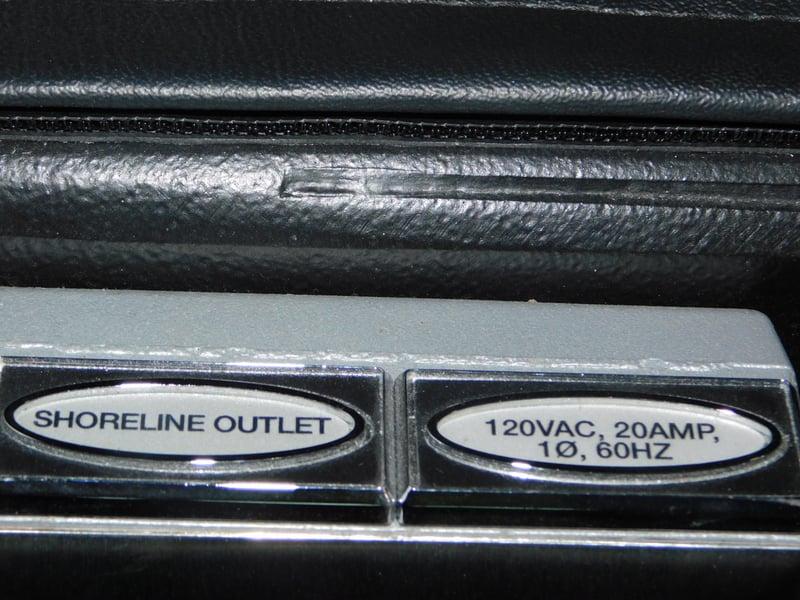 SHORELINE OUTLET
120VAC, 20AMP,
1Ø, 60HZ